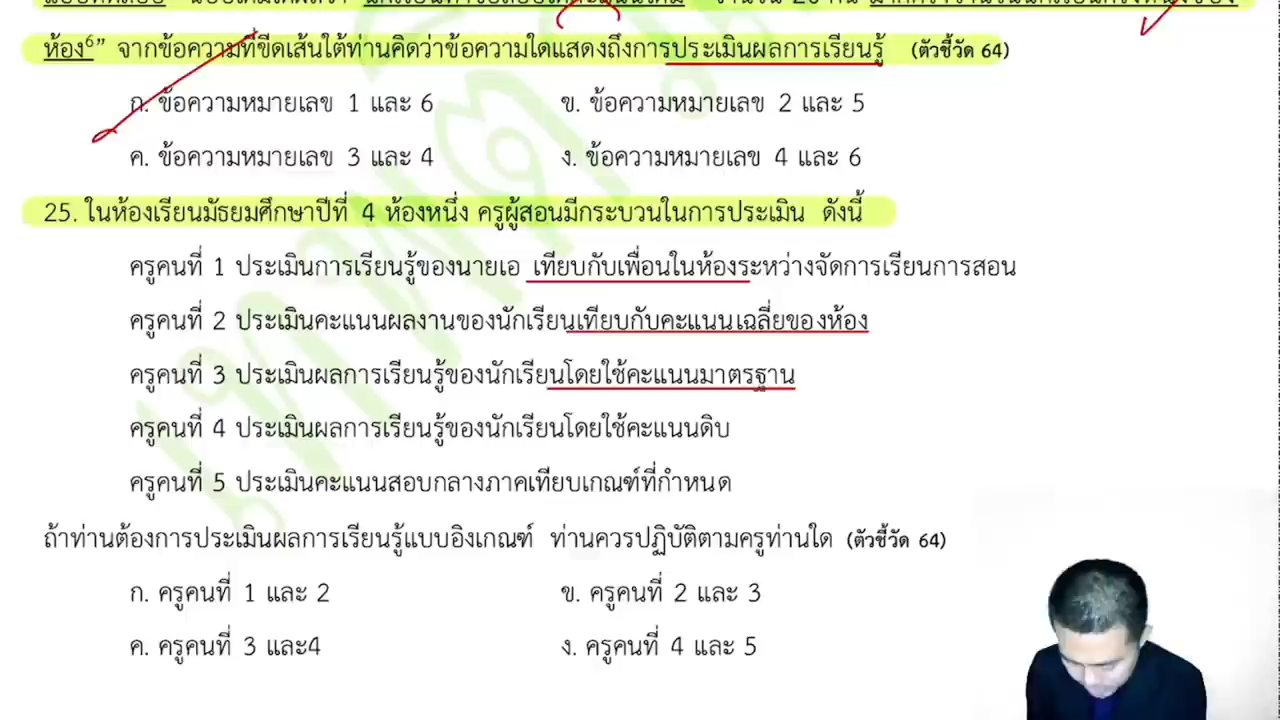 ห้อง⁶” จากข้อความที่ขีดเส้นใต้ท่านคิดว่าข้อความใดแสดงถึงการประเมินผลการเรียนรู้ (ตัวชี้วัด 64)
ก. ข้อความหมายเลข 1 และ 6 ข. ข้อความหมายเลข 2 และ 5
ค. ข้อความหมายเลข 3 และ 4 ง. ข้อความหมายเลข 4 และ 6
25. ในห้องเรียนมัธยมศึกษาปีที่ 4 ห้องหนึ่ง ครูผู้สอนมีกระบวนในการประเมิน ดังนี้
ครูคนที่ 1 ประเมินการเรียนรู้ของนายเอ เทียบกับเพื่อนในห้องระหว่างจัดการเรียนการสอน
ครูคนที่ 2 ประเมินคะแนนผลงานของนักเรียนเทียบกับคะแนนเฉลี่ยของห้อง
ครูคนที่ 3 ประเมินผลการเรียนรู้ของนักเรียนโดยใช้คะแนนมาตรฐาน
ครูคนที่ 4 ประเมินผลการเรียนรู้ของนักเรียนโดยใช้คะแนนดิบ
ครูคนที่ 5 ประเมินคะแนนสอบกลางภาคเทียบเกณฑ์ที่กำหนด
ถ้าท่านต้องการประเมินผลการเรียนรู้แบบอิงเกณฑ์ ท่านควรปฏิบัติตามครูท่านใด (ตัวชี้วัด 64)
ก. ครูคนที่ 1 และ 2 ข. ครูคนที่ 2 และ 3
ค. ครูคนที่ 3 และ4 ง. ครูคนที่ 4 และ 5